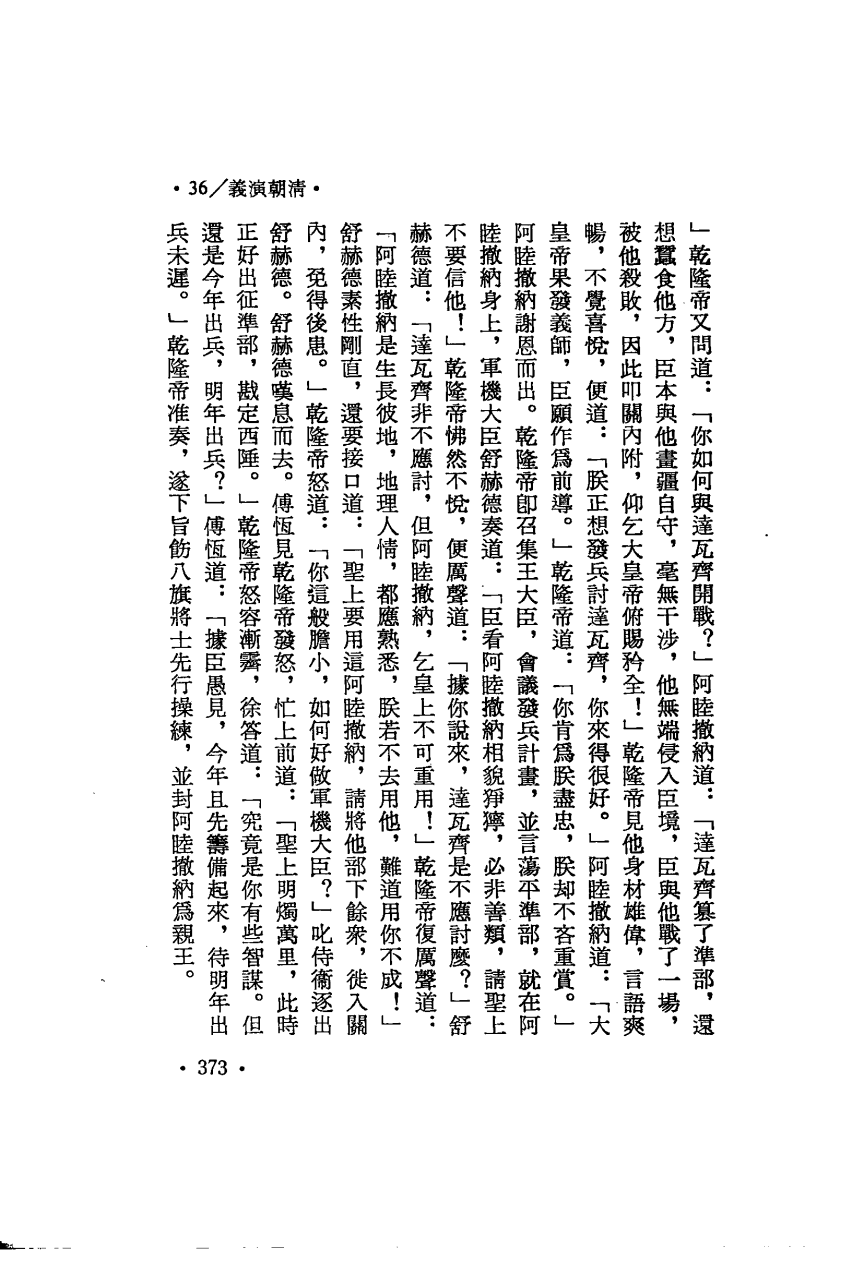 •36／義演朝清•
」乾隆帝又問道：「你如何與達瓦齊開戰？」阿睦撤納道：「達瓦齊篡了準部，還
想蠶食他方，臣本與他畫疆自守，毫無干涉，他無端侵入臣境，臣與他戰了一場，
被他殺敗，因此叩關內附，仰乞大皇帝俯賜矜全！」乾隆帝見他身材雄偉，言語爽
暢，不覺喜悅，便道：「朕正想發兵討達瓦齊，你來得很好。」阿睦撤納道：「大
皇帝果發義師，臣願作爲前導。」乾隆帝道：「你肯爲朕盡忠，朕却不吝重賞。」
阿睦撤納謝恩而出。乾隆帝卽召集王大臣，會議發兵計畫，並言蕩平準部，就在阿
睦撤納身上，軍機大臣舒赫德奏道：「臣看阿睦撤納相貌猙獰，必非善類，請聖上
不要信他！」乾隆帝怫然不悅，便厲聲道：「據你說來，達瓦齊是不應討麼？」舒
赫德道：「達瓦齊非不應討，但阿睦撤納，乞皇上不可重用！」乾隆帝復厲聲道：
「阿睦撤納是生長彼地，地理人情，都應熟悉，朕若不去用他，難道用你不成！」
舒赫德素性剛直，還要接口道：「聖上要用這阿睦撤納，請將他部下餘衆，徙入關
內，免得後患。」乾隆帝怒道：「你這般膽小，如何好做軍機大臣？」叱侍衞逐出
舒赫德。舒赫德嘆息而去。傅恆見乾隆帝發怒，忙上前道：「聖上明燭萬里，此時
正好出征準部，戡定西陲。」乾隆帝怒容漸霽，徐答道：「究竟是你有些智謀。但
還是今年出兵，明年出兵？」傅恆道：「據臣愚見，今年且先籌備起來，待明年出
兵未遲。」乾隆帝准奏，遂下旨飭八旗將士先行操練，並封阿睦撤納爲親王。
•373•